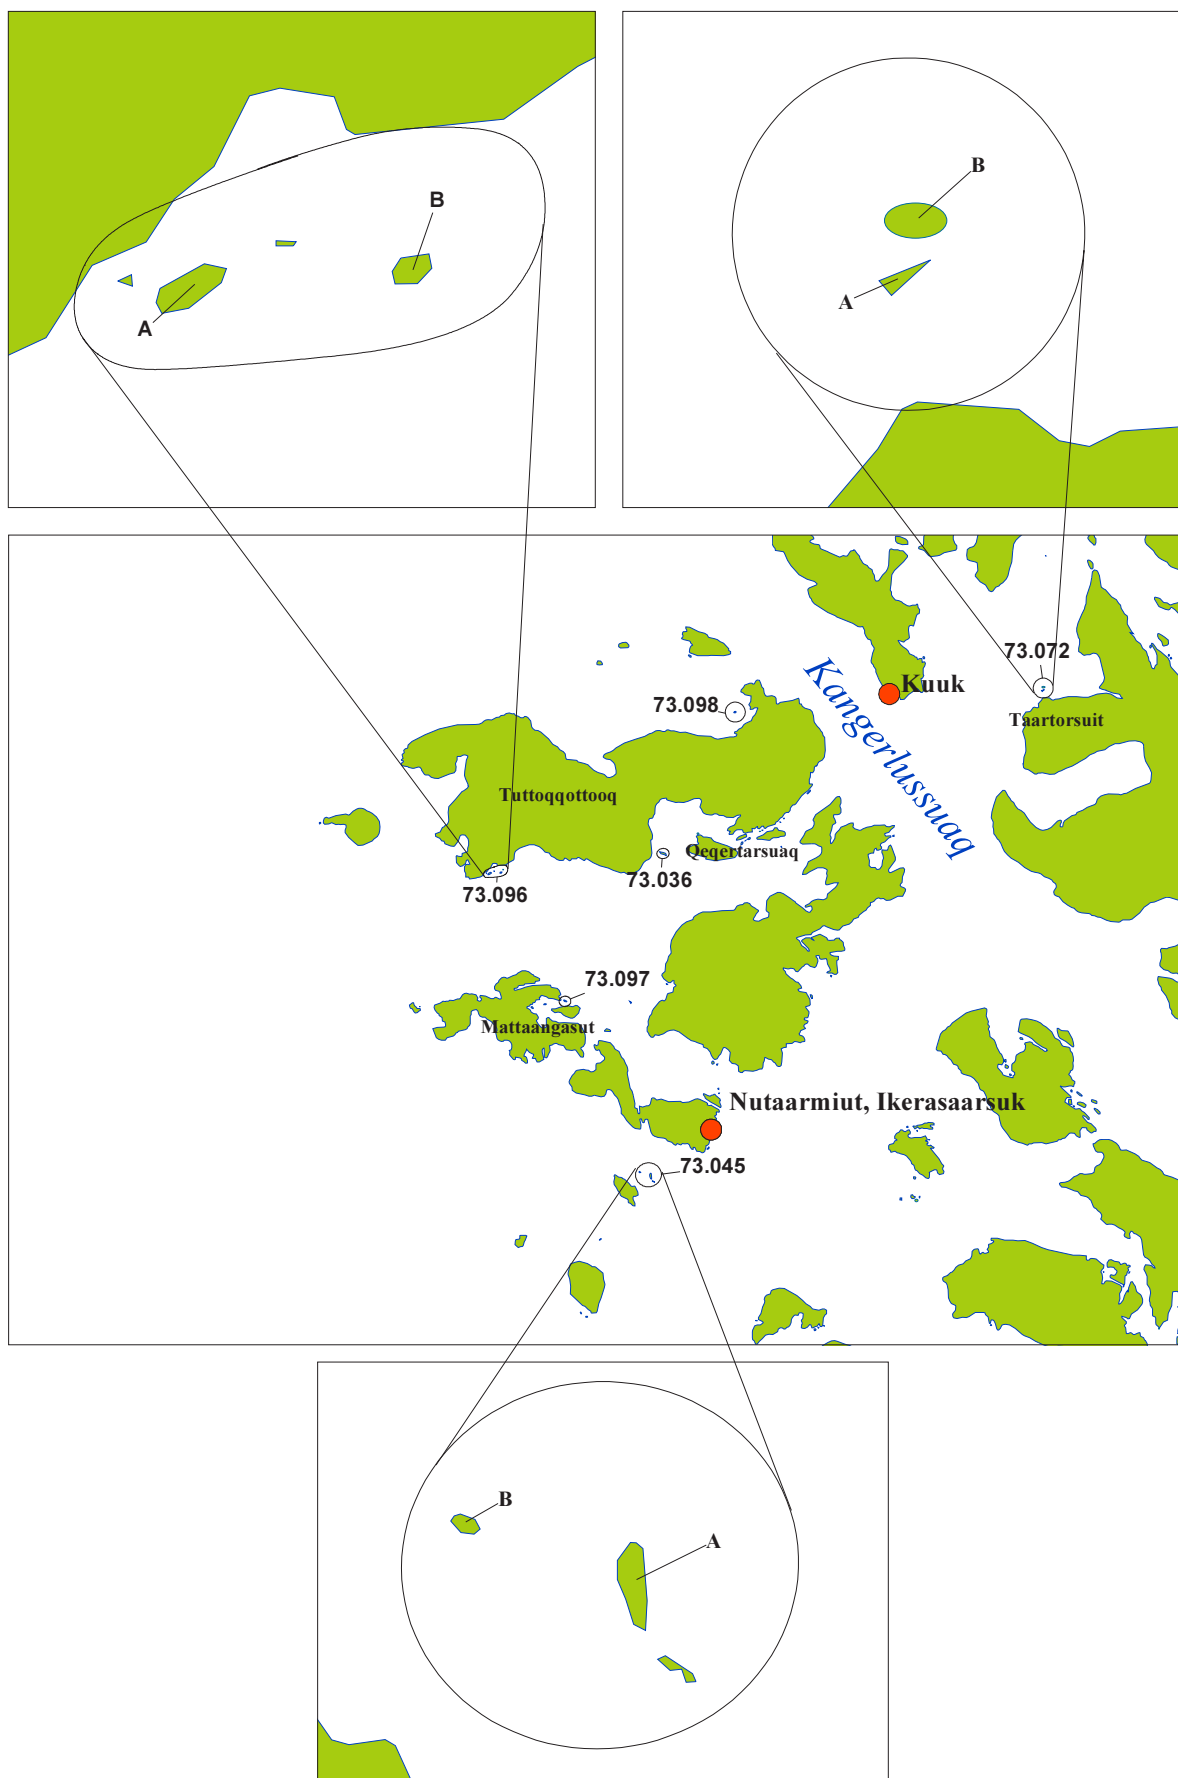 B
A
B
A
73.072
Kuuk
73.098
Taartorsuit
Kangerlussuaq
Tuttoqqottooq
Qeqertarsuaq
73.036
73.096
73.097
Mattaangasut
Nutaarmiut, Ikerasaarsuk
73.045
B
A